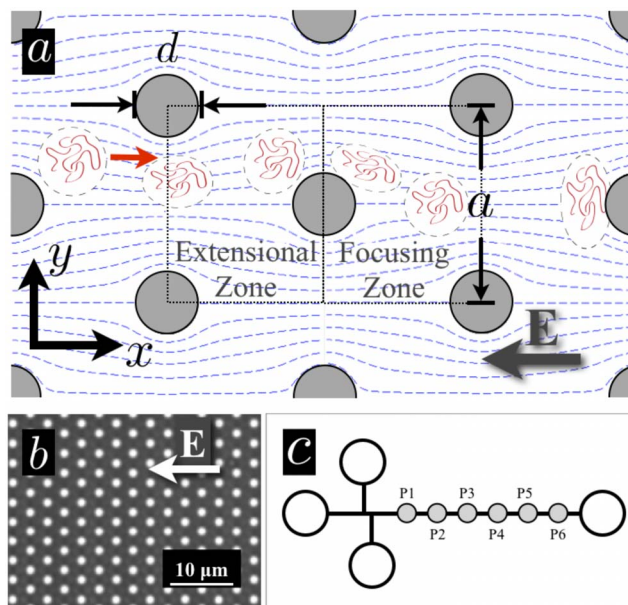 a
d
a
Extensional
Zone
Focusing
Zone
y
x
E
b
E
10 μm
c
P1
P3
P5
P2
P4
P6